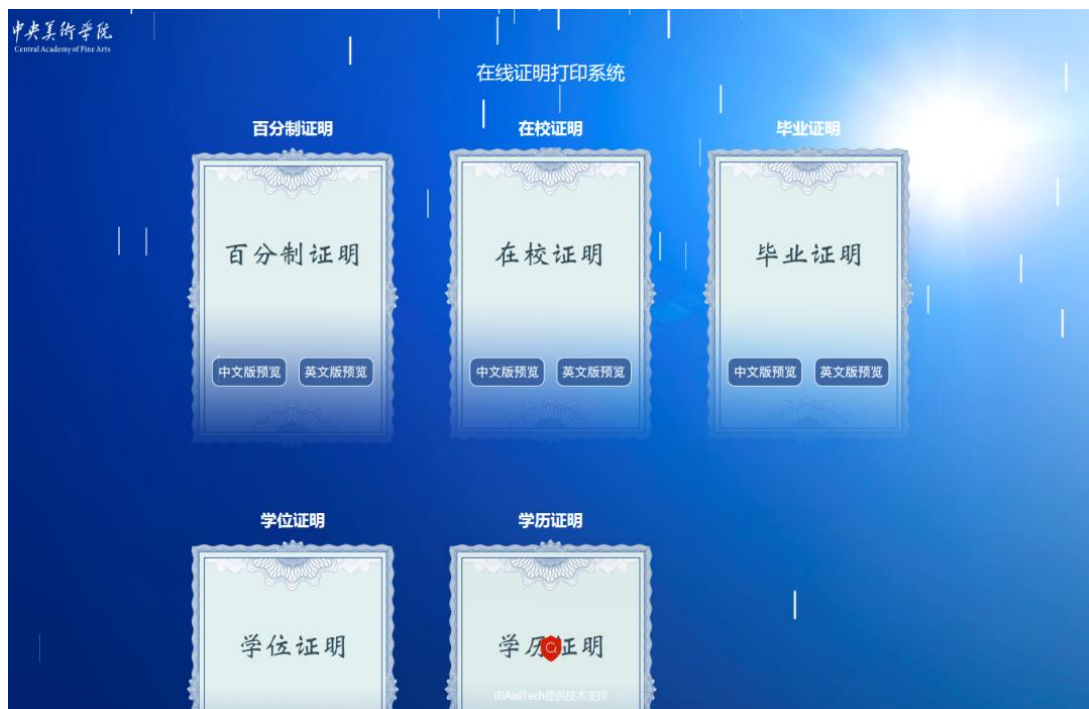 中央美術学院
Central Academy of Fine Arts
在线证明打印系统
百分制证明
在校证明
毕业证明
百分制证明
在校证明
毕业证明
中文版预览
英文版预览
中文版预览
英文版预览
中文版预览
英文版预览
学位证明
学历证明
学位证明
学历证明
由AixiTech提供技术支持